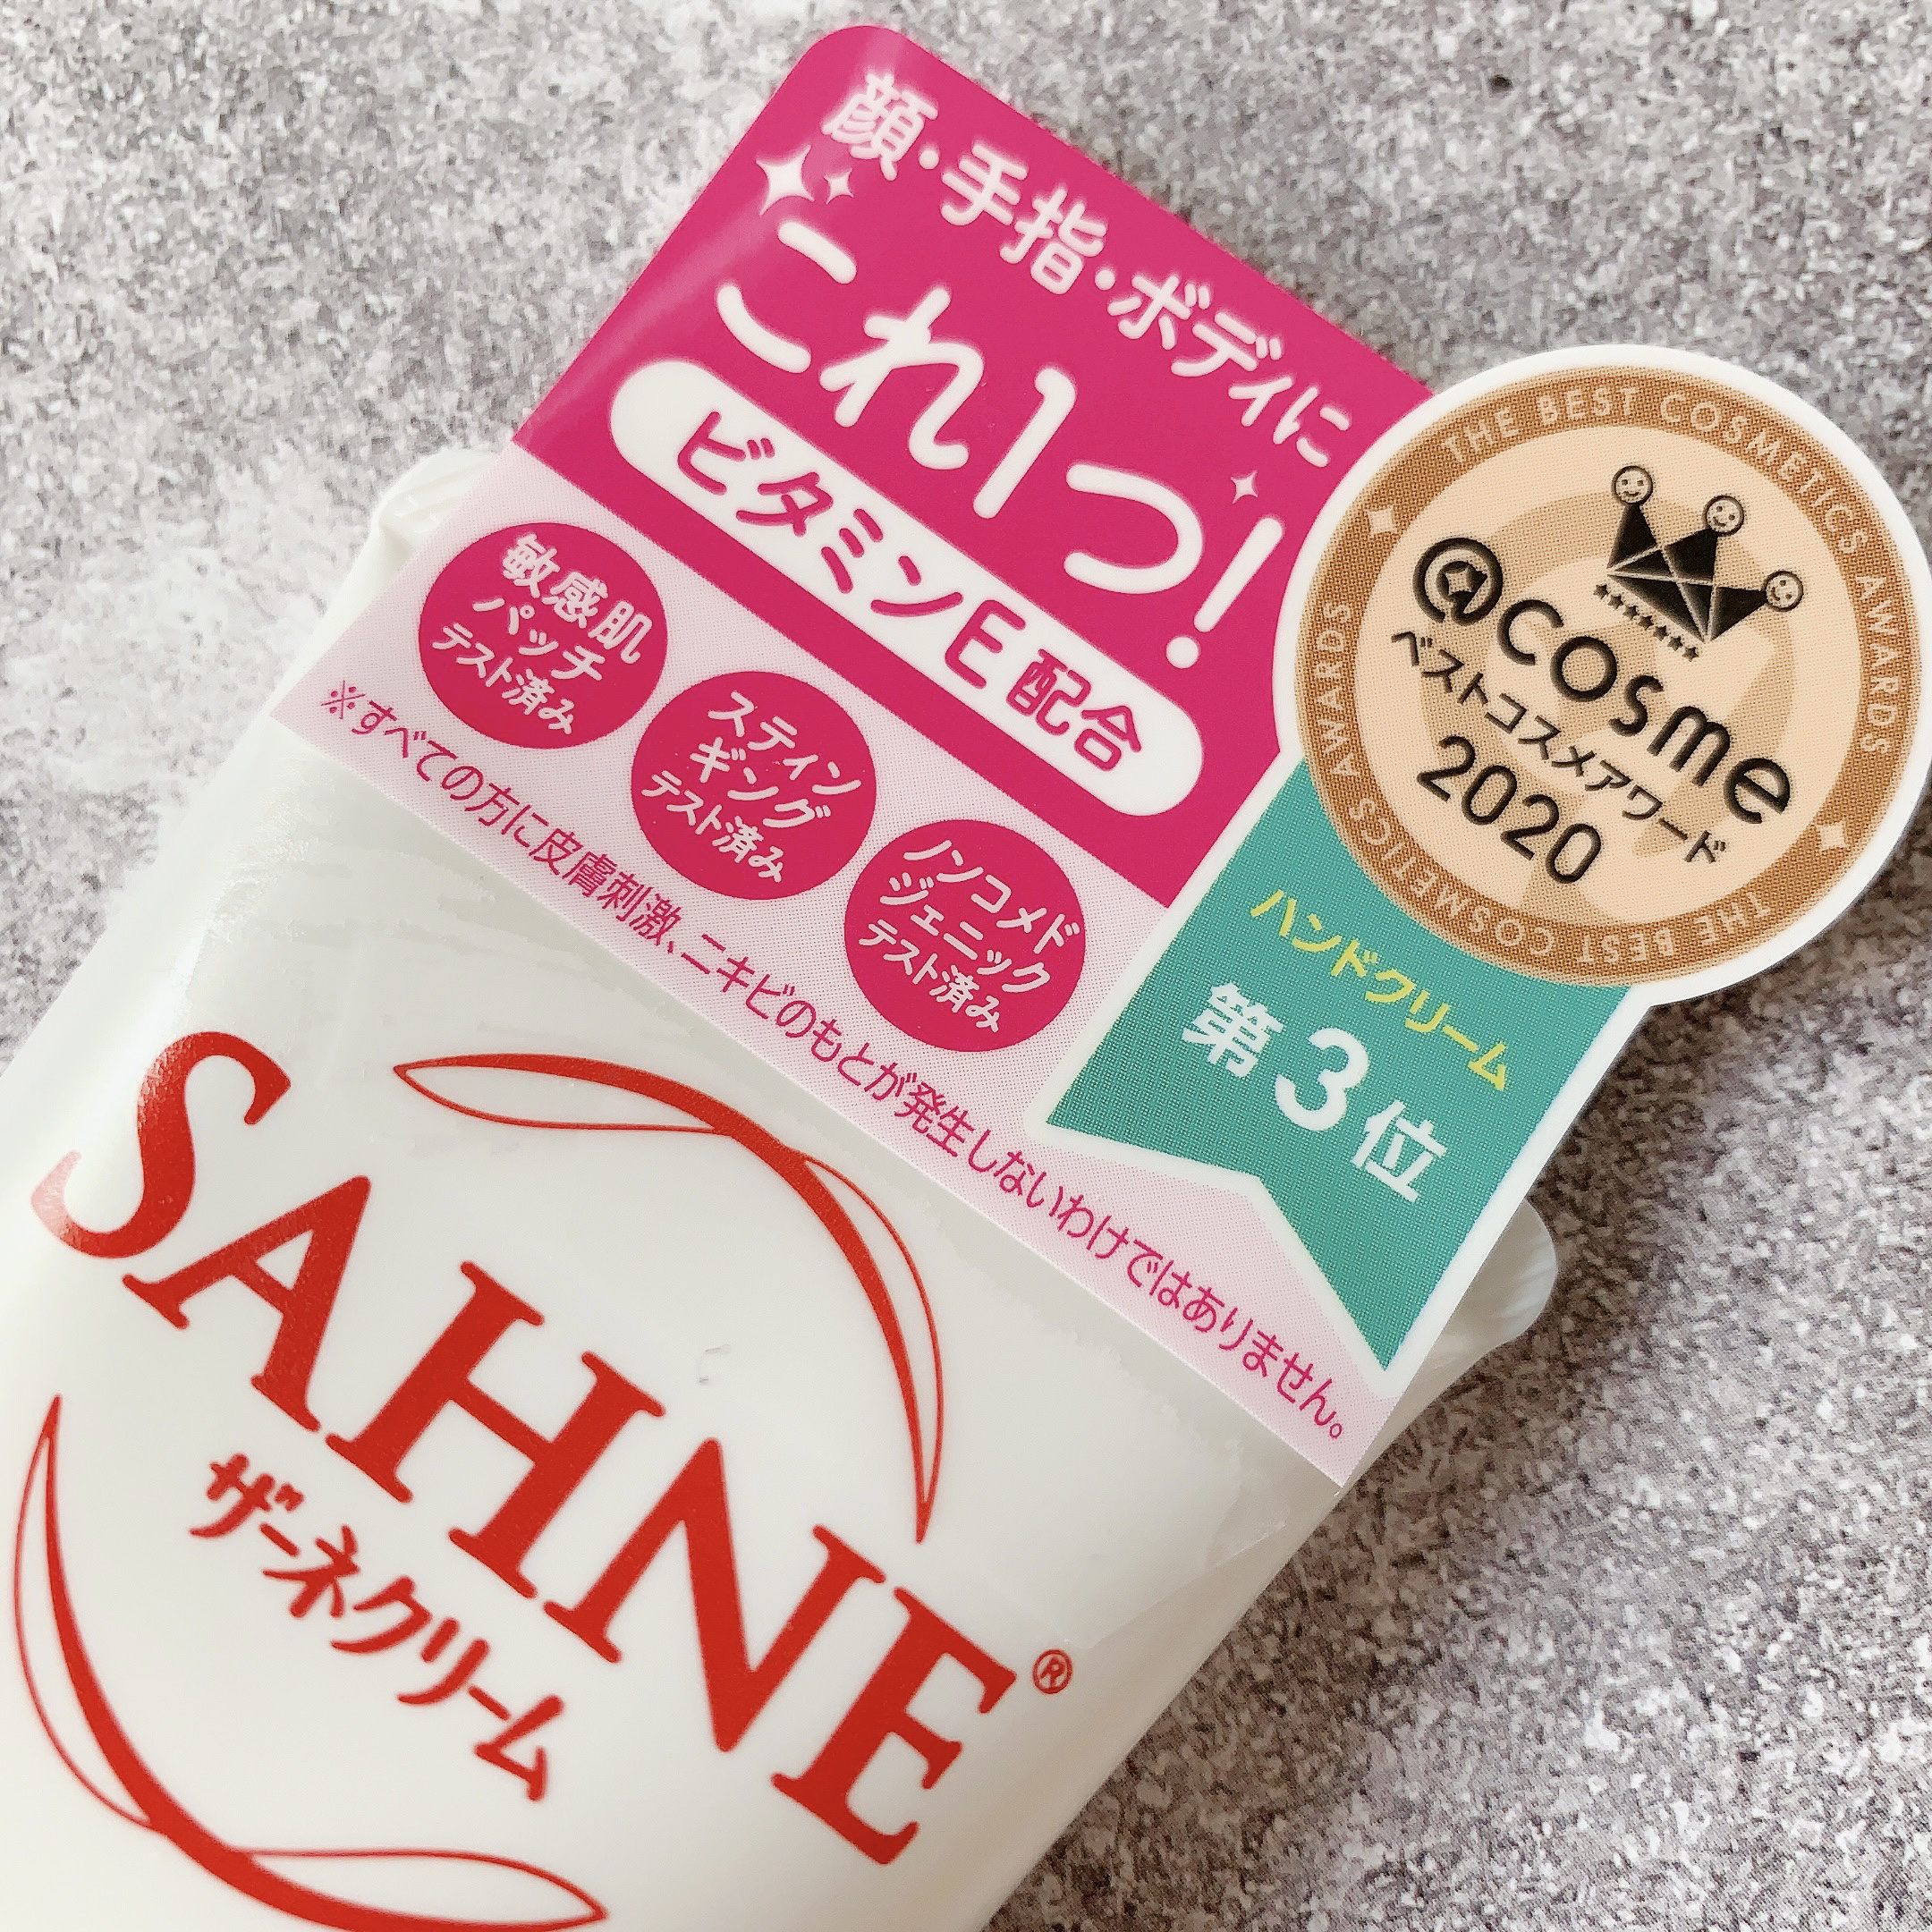 顔・手指・ボディに
これ1つ!
ビタミンE配合
敏感肌
パッチ
テスト済み
スティン
ギング
テスト済み
ノンコメド
ジェニック
テスト済み
※すべての方に皮膚刺激、ニキビのもとが発生しないわけではありません。
THE BEST COSMETICS AWARDS
THE BEST COSMETICS AWARDS
@cosme
ベストコスメアワード
2020
ハンドクリーム
第3位
SAHNE®
ザーネクリーム